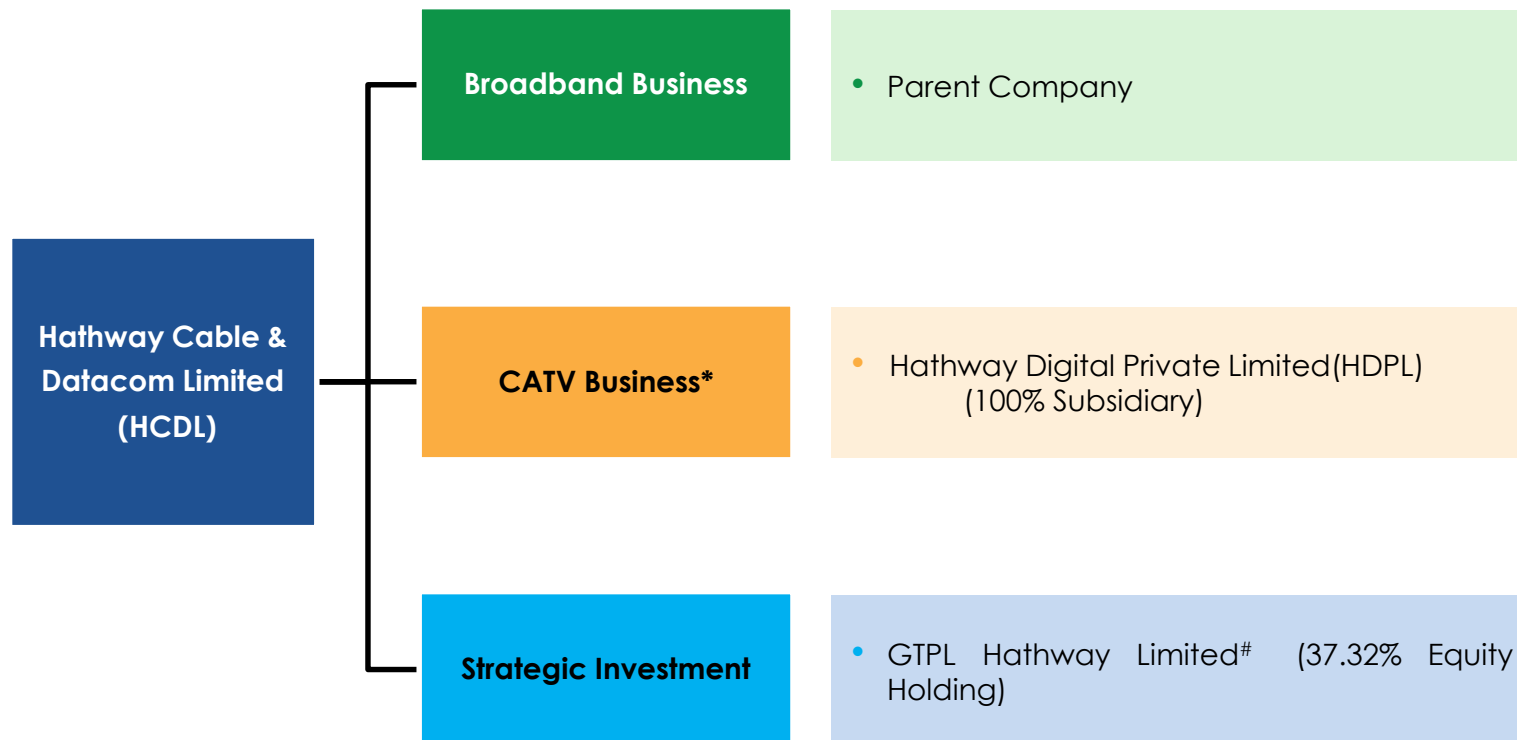 Broadband Business
• Parent Company
Hathway Cable &
Datacom Limited
(HCDL)
CATV Business*
• Hathway Digital Private Limited(HDPL)
(100% Subsidiary)
Strategic Investment
• GTPL Hathway Limited# (37.32% Equity
Holding)